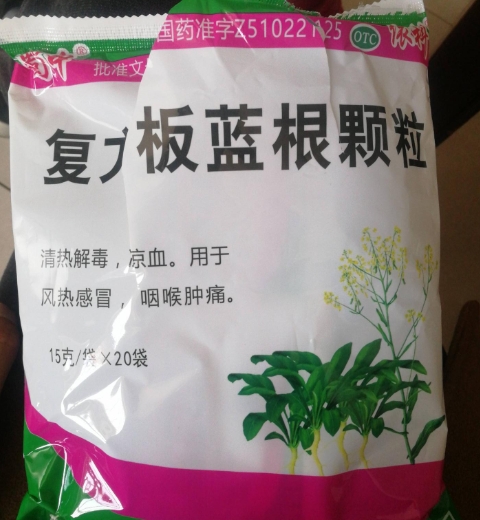 国药准字Z51022125 OTC
批准文
复方板蓝根颗粒
清热解毒，凉血。用于
风热感冒，咽喉肿痛。
15克/袋×20袋